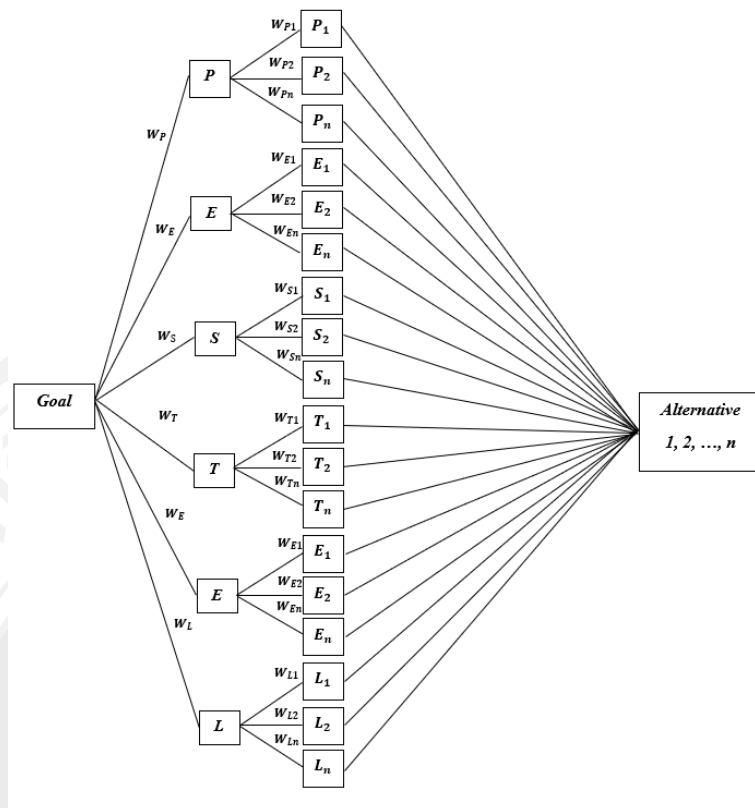 Goal
W_P
W_E
W_S
W_T
W_E
W_L
P
W_{P1}
W_{P2}
W_{Pn}
P_1
P_2
P_n
E
W_{E1}
W_{E2}
W_{En}
E_1
E_2
E_n
S
W_{S1}
W_{S2}
W_{Sn}
S_1
S_2
S_n
T
W_{T1}
W_{T2}
W_{Tn}
T_1
T_2
T_n
E
W_{E1}
W_{E2}
W_{En}
E_1
E_2
E_n
L
W_{L1}
W_{L2}
W_{Ln}
L_1
L_2
L_n
Alternative
1, 2, …, n